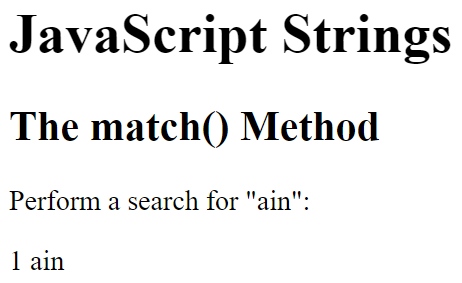 JavaScript Strings
The match() Method
Perform a search for "ain":
1 ain